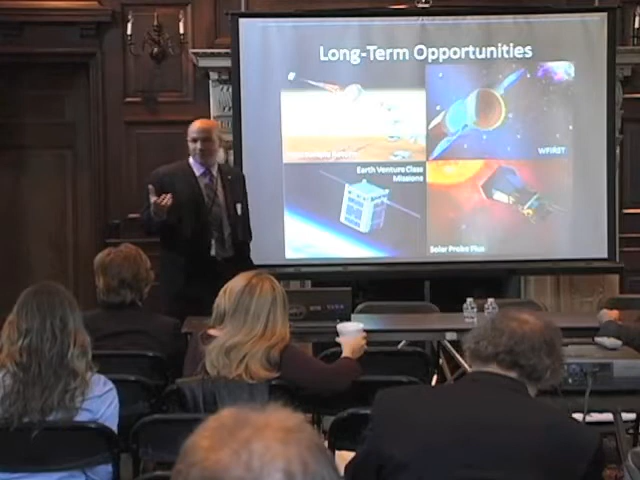 Long-Term Opportunities
WFIRST
Earth Venture Class
Missions
Solar Probe Plus